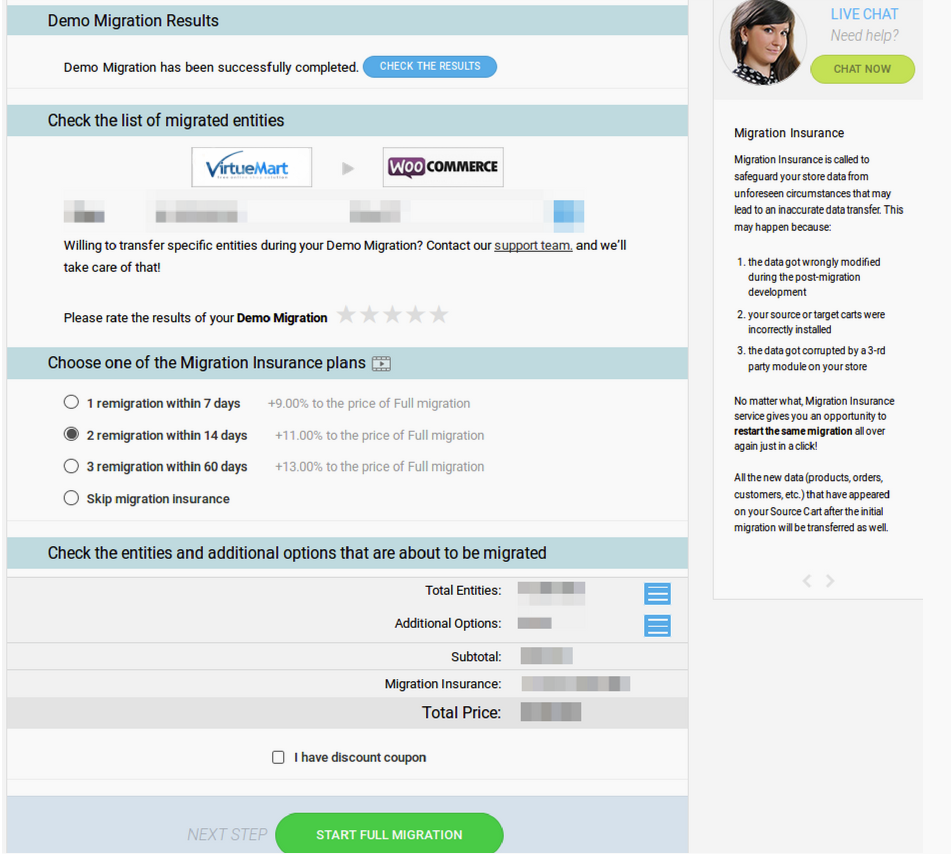 Demo Migration Results
Demo Migration has been successfully completed. CHECK THE RESULTS
Check the list of migrated entities
VirtueMart
WOO COMMERCE
Willing to transfer specific entities during your Demo Migration? Contact our support team. and we'll
take care of that!
Please rate the results of your Demo Migration
Choose one of the Migration Insurance plans
1 remigration within 7 days +9.00% to the price of Full migration
2 remigration within 14 days +11.00% to the price of Full migration
3 remigration within 60 days +13.00% to the price of Full migration
Skip migration insurance
Check the entities and additional options that are about to be migrated
Total Entities:
Additional Options:
Subtotal:
Migration Insurance:
Total Price:
I have discount coupon
NEXT STEP START FULL MIGRATION
LIVE CHAT
Need help?
CHAT NOW
Migration Insurance
Migration Insurance is called to
safeguard your store data from
unforeseen circumstances that may
lead to an inaccurate data transfer. This
may happen because:
1. the data got wrongly modified
during the post-migration
development
2. your source or target carts were
incorrectly installed
3. the data got corrupted by a 3-rd
party module on your store
No matter what, Migration Insurance
service gives you an opportunity to
restart the same migration all over
again just in a click!
All the new data (products, orders,
customers, etc.) that have appeared
on your Source Cart after the initial
migration will be transferred as well.